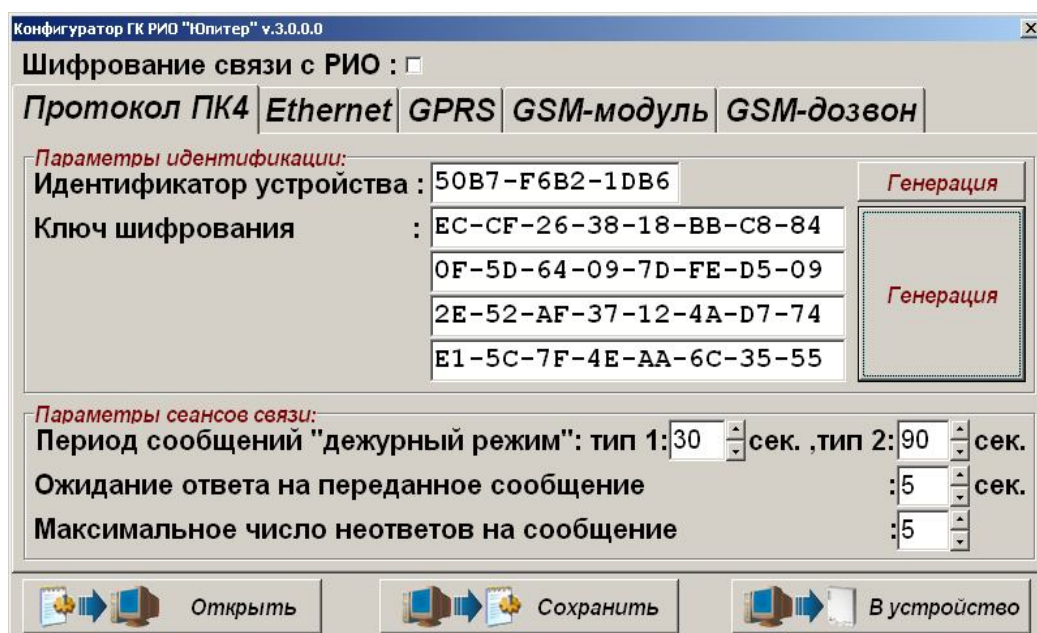 Конфигуратор ГК РИО "Юпитер" v.3.0.0.0
Шифрование связи с РИО :
Протокол ПК4 Ethernet GPRS GSM-модуль GSM-дозвон
Параметры идентификации:
Идентификатор устройства : 50B7-F6B2-1DB6 Генерация
Ключ шифрования : EC-CF-26-38-18-BB-C8-84
0F-5D-64-09-7D-FE-D5-09
Генерация
2E-52-AF-37-12-4A-D7-74
E1-5C-7F-4E-AA-6C-35-55
Параметры сеансов связи:
Период сообщений "дежурный режим": тип 1: 30 сек. ,тип 2: 90 сек.
Ожидание ответа на переданное сообщение :5 сек.
Максимальное число неответов на сообщение :5
Открыть Сохранить В устройство